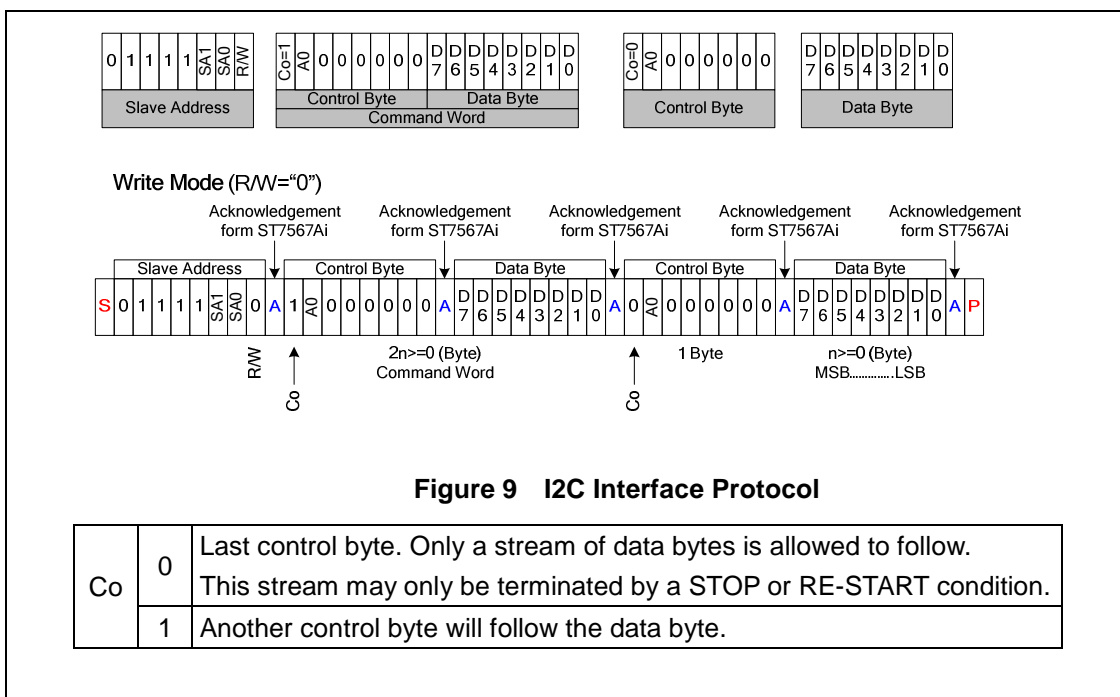 0 1 1 1 1 SA1 SA0 R/W
Slave Address
Co=1 A0 0 0 0 0 0 0 D7 D6 D5 D4 D3 D2 D1 D0
Control Byte Data Byte
Command Word
Co=0 A0 0 0 0 0 0 0
Control Byte
D7 D6 D5 D4 D3 D2 D1 D0
Data Byte
Write Mode (R/W="0")
Acknowledgement
form ST7567Ai
Acknowledgement
form ST7567Ai
Acknowledgement
form ST7567Ai
Acknowledgement
form ST7567Ai
Acknowledgement
form ST7567Ai
Slave Address Control Byte Data Byte Control Byte Data Byte
S 0 1 1 1 1 SA1 SA0 0 A 1 A0 0 0 0 0 0 0 A D7 D6 D5 D4 D3 D2 D1 D0 A 0 A0 0 0 0 0 0 0 A D7 D6 D5 D4 D3 D2 D1 D0 A P
R/W
Co
2n>=0 (Byte)
Command Word
Co
1 Byte
n>=0 (Byte)
MSB..............LSB
Figure 9 I2C Interface Protocol
Co
0
Last control byte. Only a stream of data bytes is allowed to follow.
This stream may only be terminated by a STOP or RE-START condition.
1
Another control byte will follow the data byte.